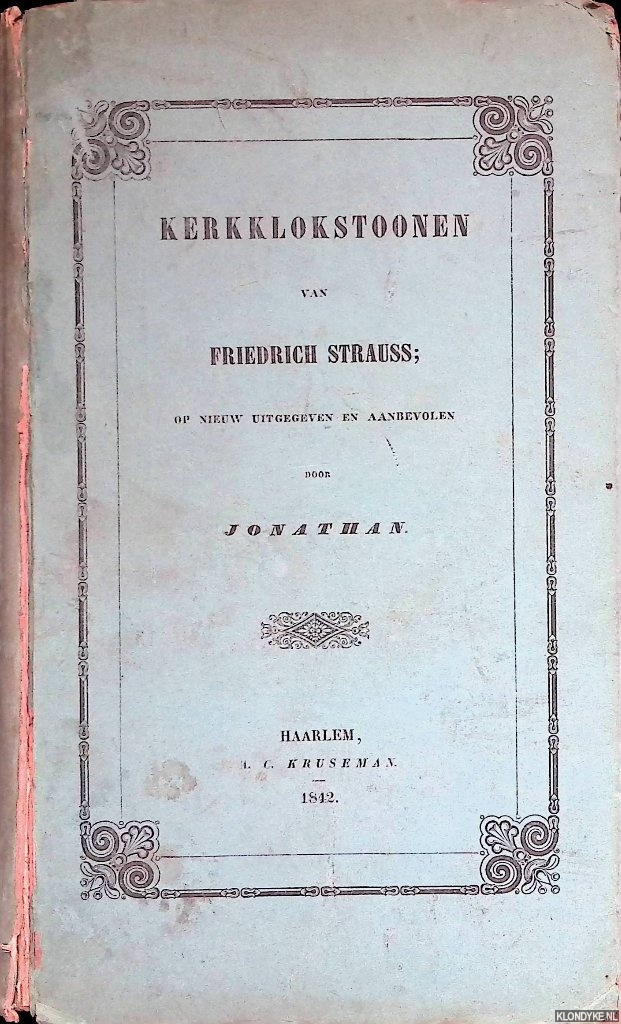 KERKKLOKSTOONEN
VAN
FRIEDRICH STRAUSS;
OP NIEUW UITGEGEVEN EN AANBEVOLEN
DOOR
JONATHAN.
HAARLEM,
A. C. KRUSEMAN.
1842.
KLONDYKE.NL